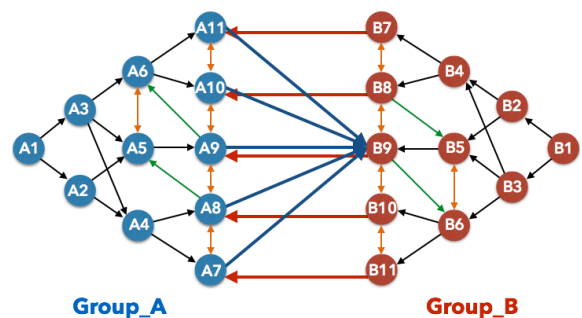 A11 B7
A6 B4
A10 B8
A3 B2
A1 A5 A9 B9 B5 B1
A2 B3
A8 B10
A4 B6
A7 B11
Group_A Group_B